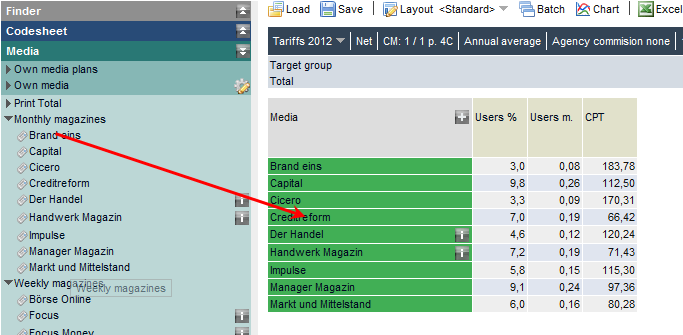 Finder
Codesheet
Media
Own media plans
Own media
Print Total
Monthly magazines
Brand eins
Capital
Cicero
Creditreform
Der Handel
Handwerk Magazin
Impulse
Manager Magazin
Markt und Mittelstand
Weekly magazines
Weekly magazines
Börse Online
Focus
Focus Money
Load Save Layout <Standard> Batch Chart Excel
Tariffs 2012 Net CM: 1 / 1 p. 4C Annual average Agency commision none
Target group
Total
Media Users % Users m. CPT
Brand eins 3,0 0,08 183,78
Capital 9,8 0,26 112,50
Cicero 3,3 0,09 170,31
Creditreform 7,0 0,19 66,42
Der Handel 4,6 0,12 120,24
Handwerk Magazin 7,2 0,19 71,43
Impulse 5,8 0,15 115,30
Manager Magazin 9,1 0,24 97,36
Markt und Mittelstand 6,0 0,16 80,28